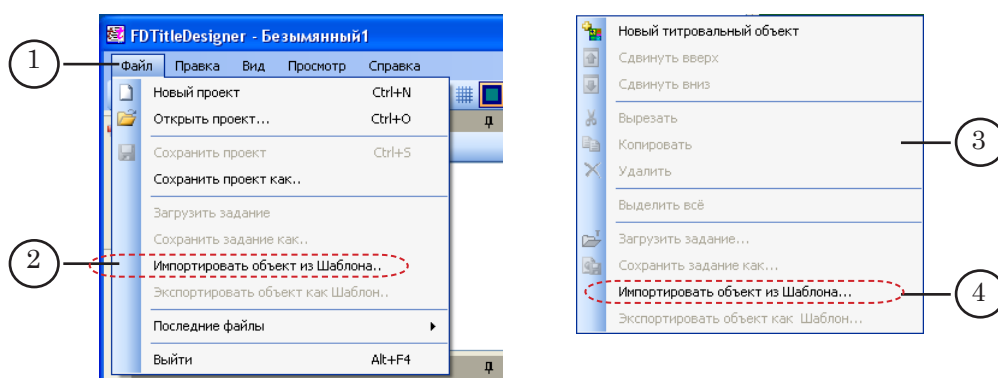 FDTitleDesigner - Безымянный1
1
Файл Правка Вид Просмотр Справка
Новый проект Ctrl+N
Открыть проект... Ctrl+O
Сохранить проект Ctrl+S
Сохранить проект как..
Загрузить задание
Сохранить задание как..
2
Импортировать объект из Шаблона..
Экспортировать объект как Шаблон..
Последние файлы
Выйти Alt+F4
Новый титровальный объект
Сдвинуть вверх
Сдвинуть вниз
Вырезать
Копировать
3
Удалить
Выделить всё
Загрузить задание...
Сохранить задание как...
Импортировать объект из Шаблона...
4
Экспортировать объект как Шаблон...